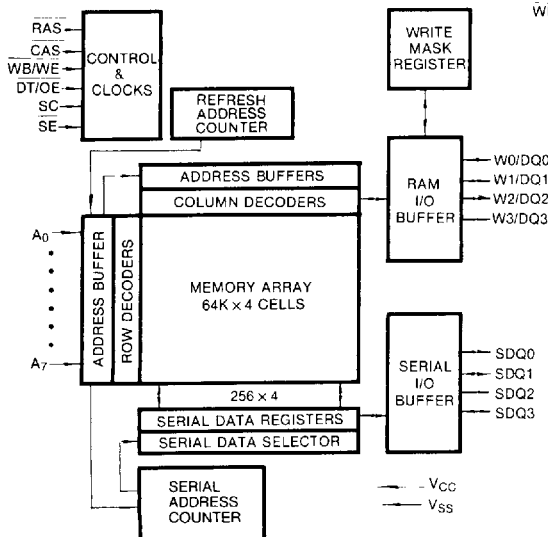 RAS
CAS
WB/WE
DT/OE
SC
SE
CONTROL
&
CLOCKS
REFRESH
ADDRESS
COUNTER
WRITE
MASK
REGISTER
ADDRESS BUFFERS
COLUMN DECODERS
RAM
I/O
BUFFER
W0/DQ0
W1/DQ1
W2/DQ2
W3/DQ3
A0
A7
ADDRESS BUFFER
ROW DECODERS
MEMORY ARRAY
64K × 4 CELLS
256 × 4
SERIAL DATA REGISTERS
SERIAL DATA SELECTOR
SERIAL
I/O
BUFFER
SDQ0
SDQ1
SDQ2
SDQ3
SERIAL
ADDRESS
COUNTER
VCC
VSS